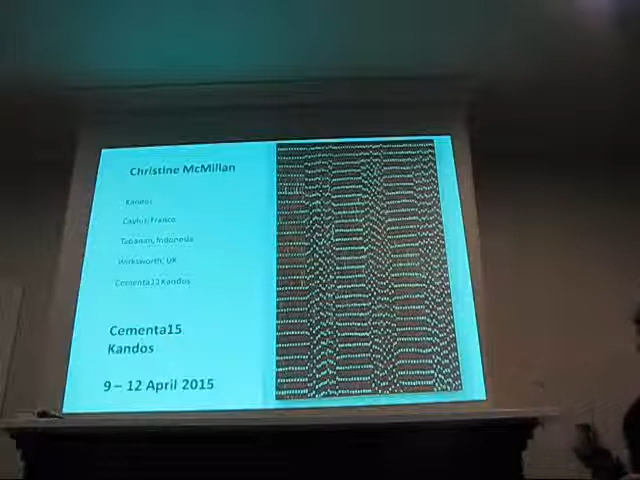 Christine McMillan
Kandos
Caylus, France
Tabanan, Indonesia
Wirksworth, UK
Cementa13 Kandos
Cementa15
Kandos
9 – 12 April 2015